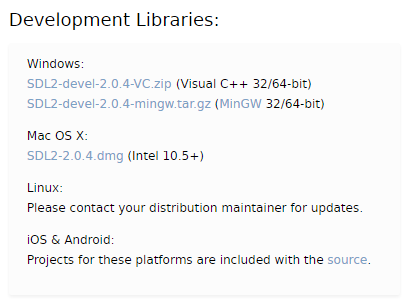 Development Libraries:
Windows:
SDL2-devel-2.0.4-VC.zip (Visual C++ 32/64-bit)
SDL2-devel-2.0.4-mingw.tar.gz (MinGW 32/64-bit)
Mac OS X:
SDL2-2.0.4.dmg (Intel 10.5+)
Linux:
Please contact your distribution maintainer for updates.
iOS & Android:
Projects for these platforms are included with the source.